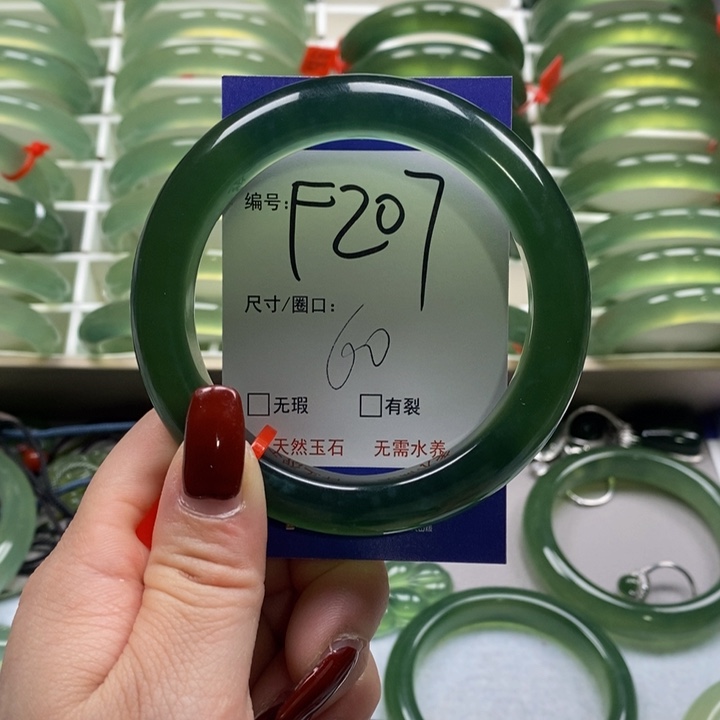 编号: F207
尺寸/圈口:
60
□无瑕 □有裂
天然玉石 无需水养